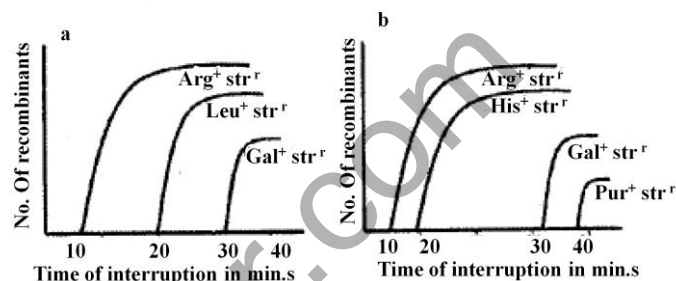 a
No. Of recombinants
Arg+ str r
Leu+ str r
Gal+ str r
10 20 30 40
Time of interruption in min.s
b
No. Of recombinants
Arg+ str r
His+ str r
Gal+ str r
Pur+ str r
10 20 30 40
Time of interruption in min.s
r.com